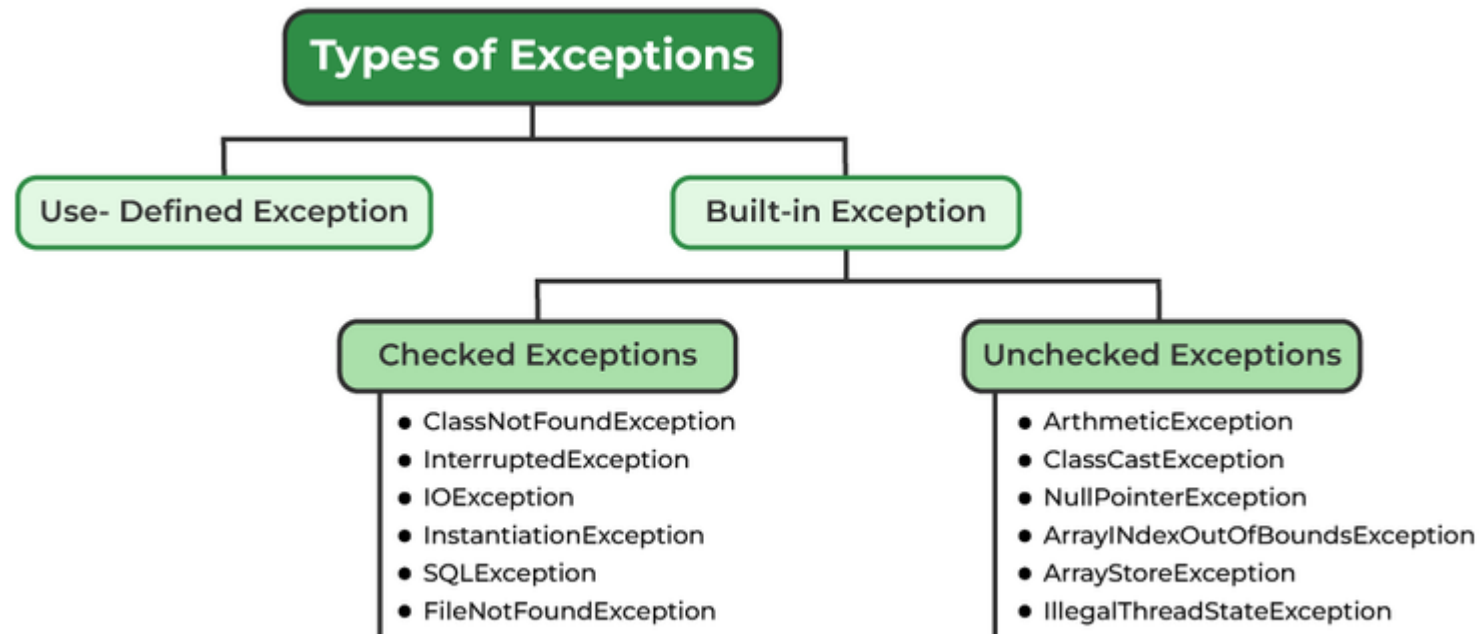 Types of Exceptions
Use- Defined Exception
Built-in Exception
Checked Exceptions
• ClassNotFoundException
• InterruptedException
• IOException
• InstantiationException
• SQLException
• FileNotFoundException
Unchecked Exceptions
• ArthmeticException
• ClassCastException
• NullPointerException
• ArrayINdexOutOfBoundsException
• ArrayStoreException
• IllegalThreadStateException